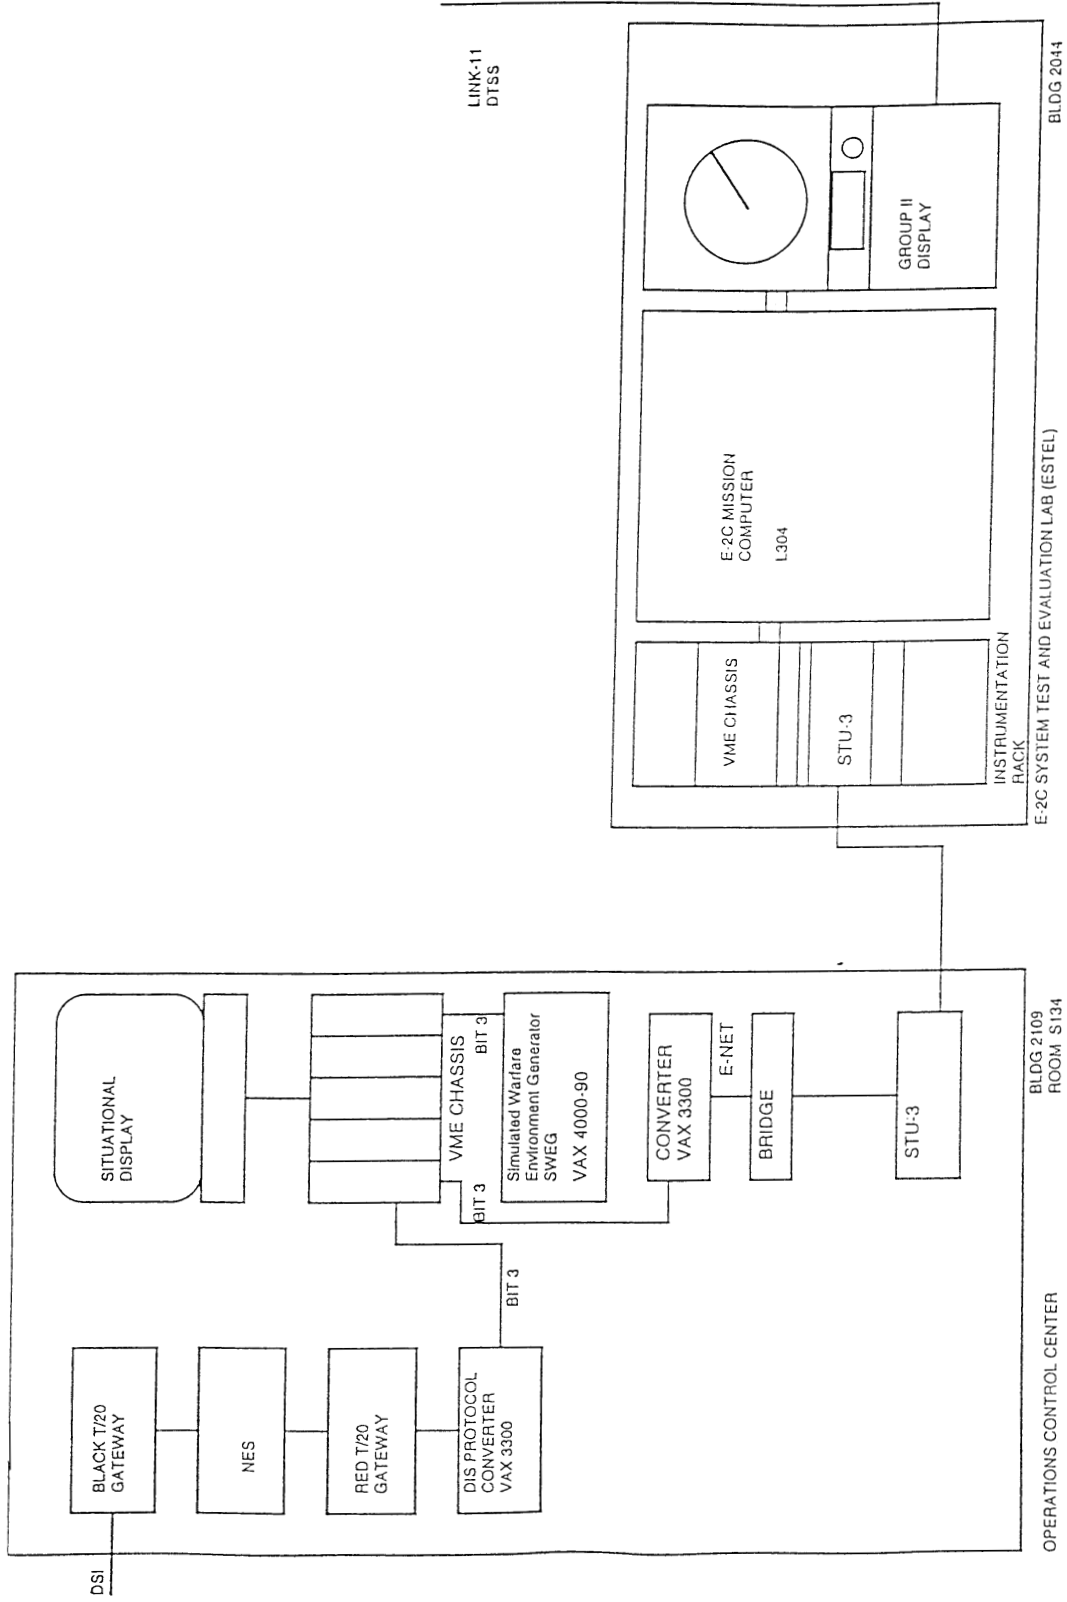 DSI
BLACK T/20
GATEWAY
NES
RED T/20
GATEWAY
DIS PROTOCOL
CONVERTER
VAX 3300
BIT 3
SITUATIONAL
DISPLAY
VME CHASSIS
BIT 3
BIT 3
Simulated Warfare
Environment Generator
SWEG
VAX 4000-90
CONVERTER
VAX 3300
E-NET
BRIDGE
STU-3
OPERATIONS CONTROL CENTER
BLDG 2109
ROOM S134
LINK-11
DTSS
VME CHASSIS
STU-3
INSTRUMENTATION
RACK
E-2C MISSION
COMPUTER
L304
GROUP II
DISPLAY
E-2C SYSTEM TEST AND EVALUATION LAB (ESTEL)
BLDG 2044